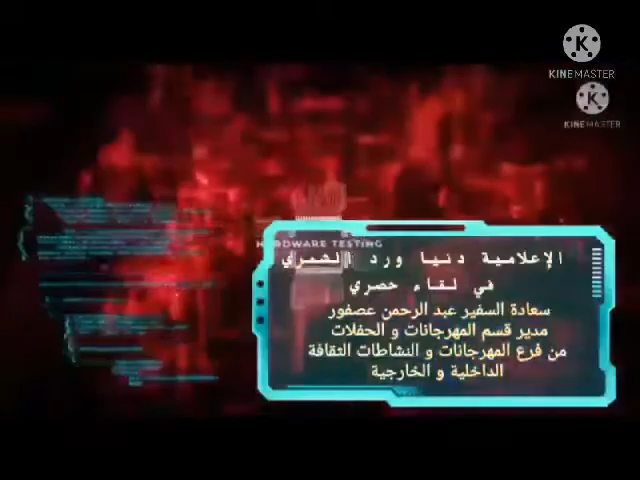 KINEMASTER
KINEMASTER
HARDWARE TESTING
الإعلامية دنيا ورد الشمري
في لقاء حصري
سعادة السفير عبد الرحمن عصفور
مدير قسم المهرجانات و الحفلات
من فرع المهرجانات و النشاطات الثقافة
الداخلية و الخارجية